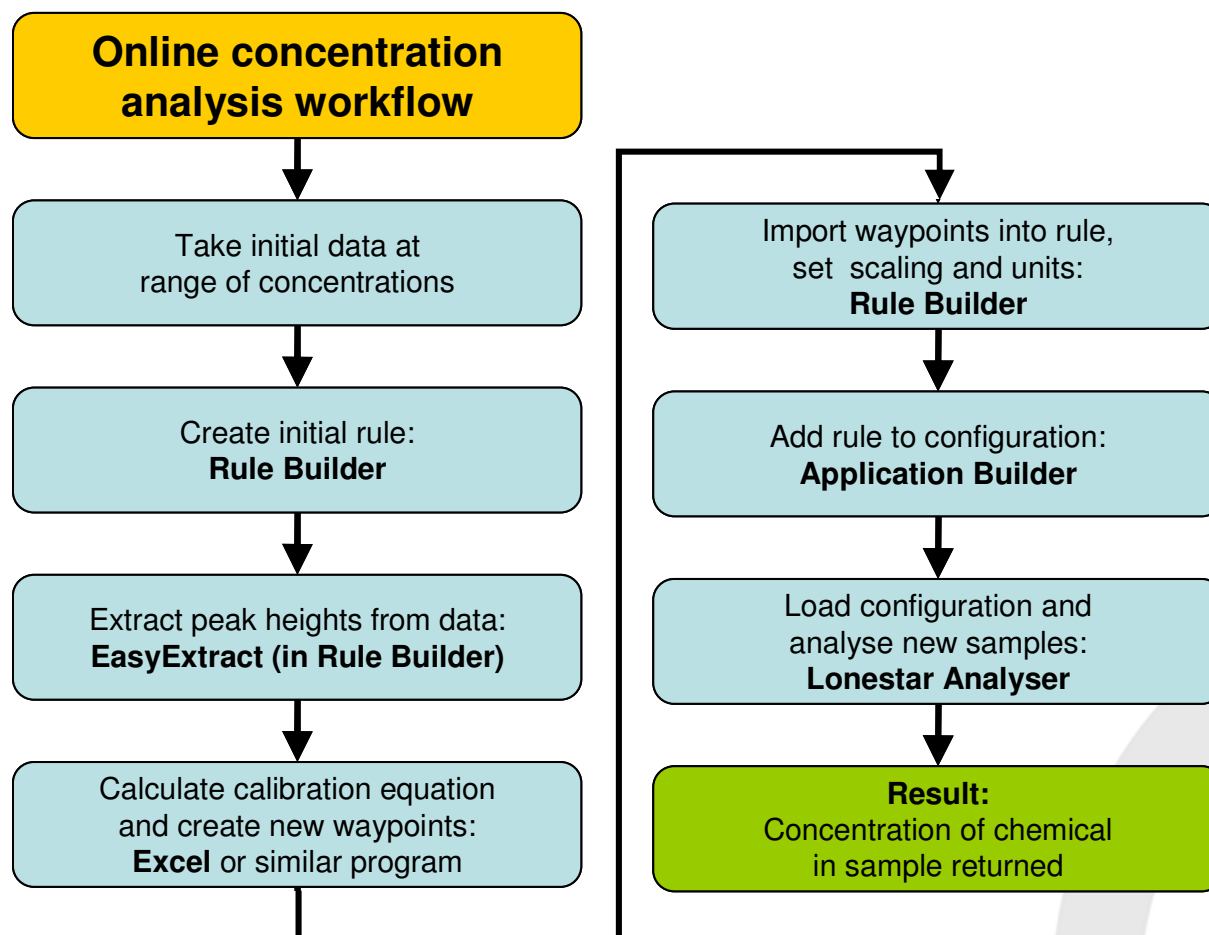 Online concentration
analysis workflow
Take initial data at
range of concentrations
Create initial rule:
Rule Builder
Extract peak heights from data:
EasyExtract (in Rule Builder)
Calculate calibration equation
and create new waypoints:
Excel or similar program
Import waypoints into rule,
set scaling and units:
Rule Builder
Add rule to configuration:
Application Builder
Load configuration and
analyse new samples:
Lonestar Analyser
Result:
Concentration of chemical
in sample returned